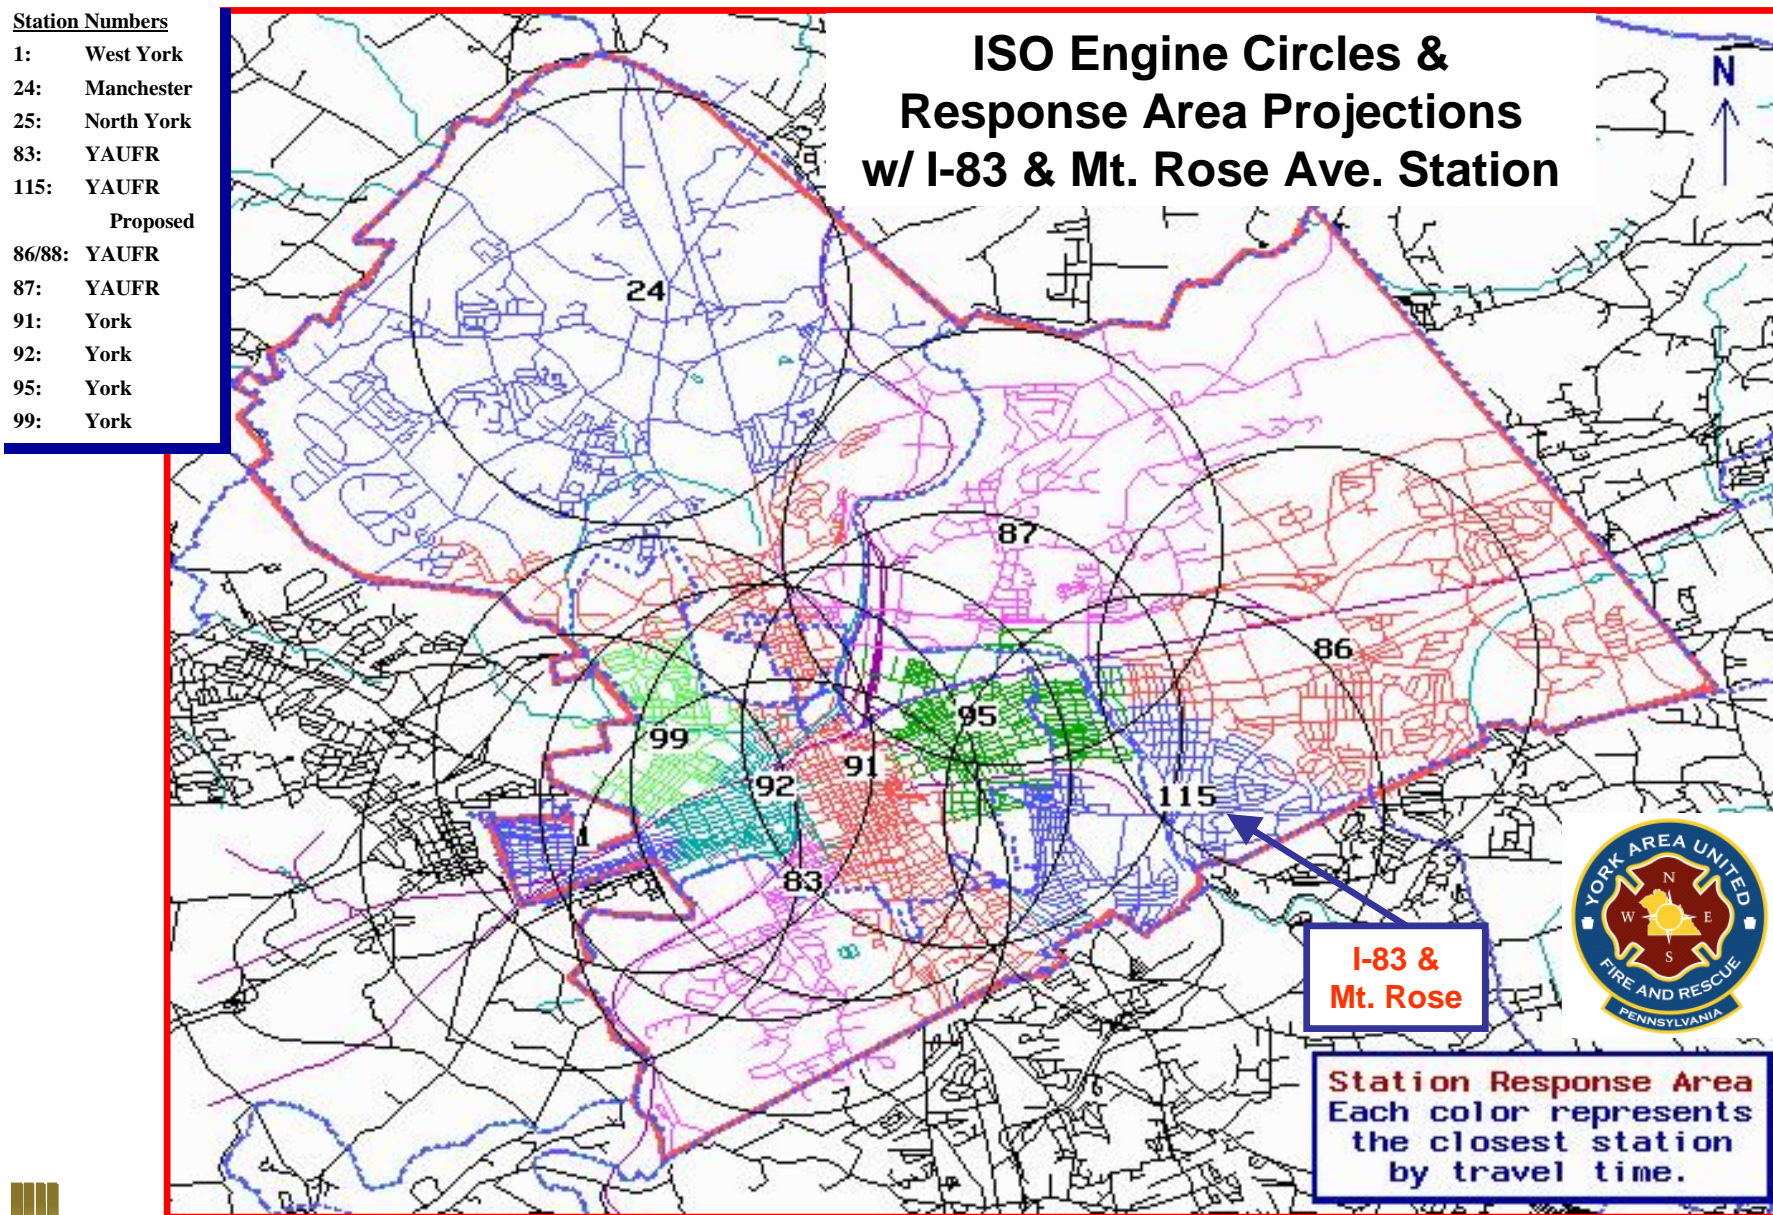 Station Numbers
1: West York
24: Manchester
25: North York
83: YAUFR
115: YAUFR
Proposed
86/88: YAUFR
87: YAUFR
91: York
92: York
95: York
99: York
ISO Engine Circles &
Response Area Projections
w/ I-83 & Mt. Rose Ave. Station
N
24
87
86
95
99
91
92
115
1
83
I-83 &
Mt. Rose
YORK AREA UNITED
N
W E
S
FIRE AND RESCUE
PENNSYLVANIA
Station Response Area
Each color represents
the closest station
by travel time.